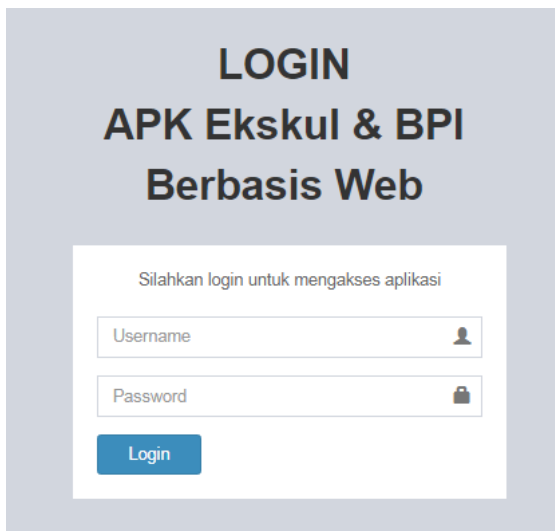 LOGIN
APK Ekskul & BPI
Berbasis Web
Silahkan login untuk mengakses aplikasi
Username
Password
Login